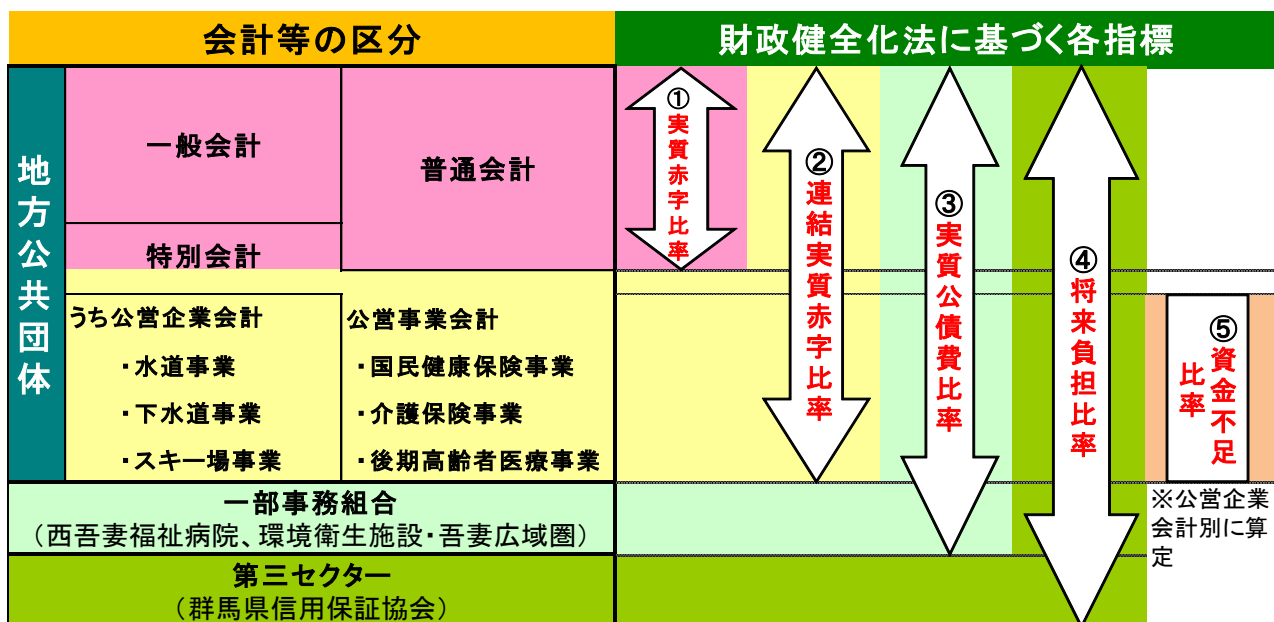 会計等の区分
財政健全化法に基づく各指標
地方公共団体
一般会計
普通会計
特別会計
うち公営企業会計
・水道事業
・下水道事業
・スキー場事業
公営事業会計
・国民健康保険事業
・介護保険事業
・後期高齢者医療事業
一部事務組合
（西吾妻福祉病院、環境衛生施設・吾妻広域圏）
第三セクター
（群馬県信用保証協会）
①実質赤字比率
②連結実質赤字比率
③実質公債費比率
④将来負担比率
⑤資金不足
比率
※公営企業
会計別に算
定